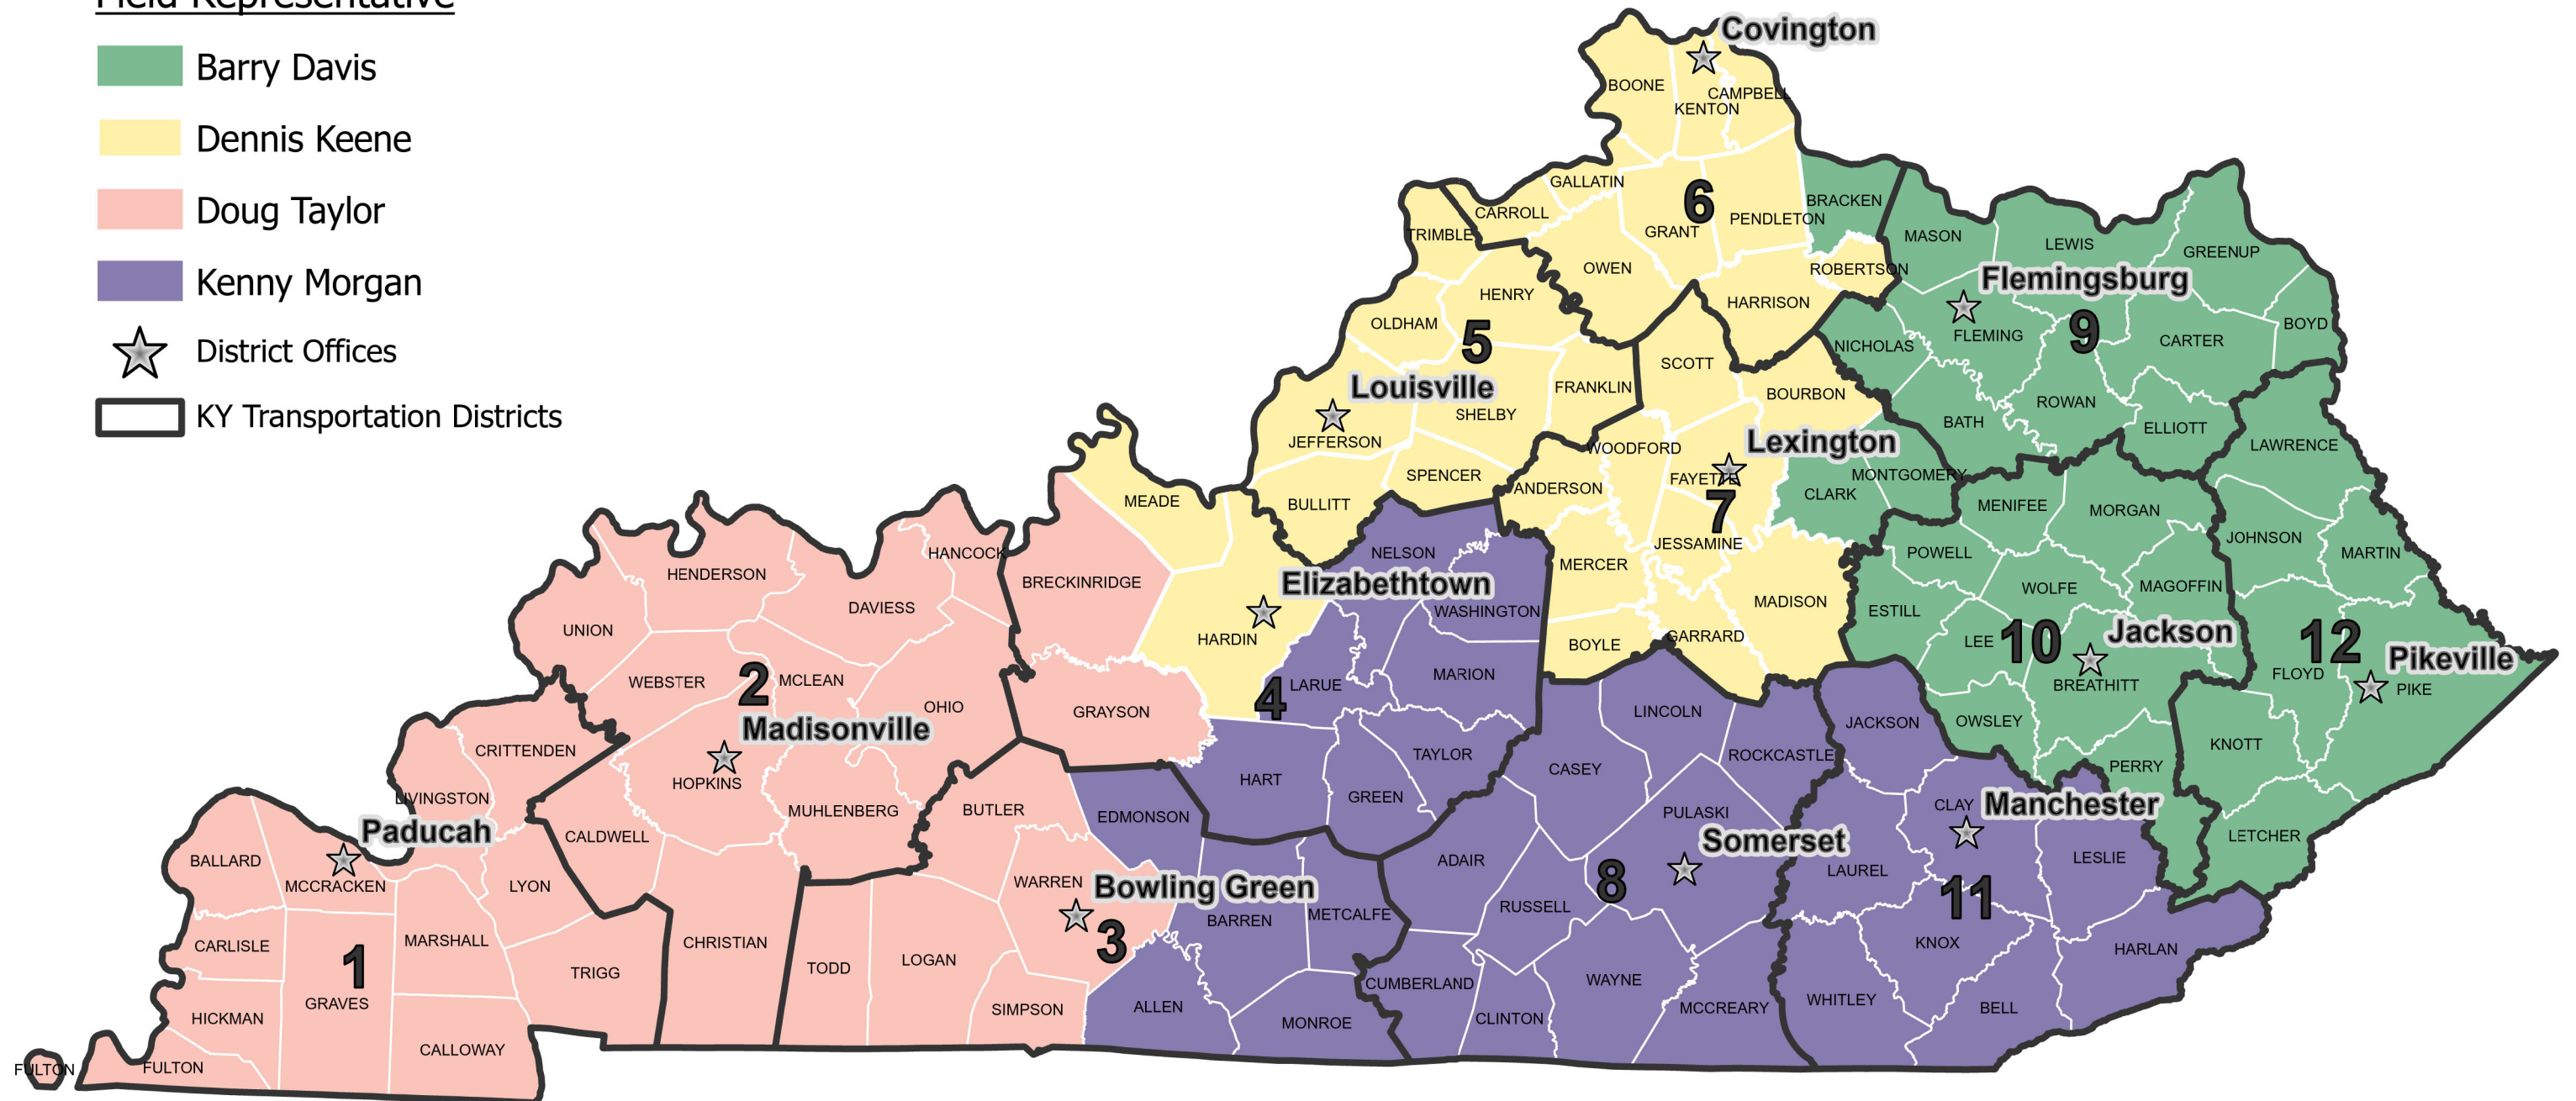 Field Representative
Barry Davis
Dennis Keene
Doug Taylor
Kenny Morgan
District Offices
KY Transportation Districts
Covington
BOONE
CAMPBELL
KENTON
GALLATIN
CARROLL
6
GRANT
PENDLETON
BRACKEN
TRIMBLE
OWEN
ROBERTSON
HARRISON
MASON
LEWIS
GREENUP
Flemingsburg
FLEMING
9
CARTER
BOYD
NICHOLAS
ROWAN
BATH
ELLIOTT
HENRY
OLDHAM
5
Louisville
SHELBY
FRANKLIN
JEFFERSON
SPENCER
BULLITT
SCOTT
BOURBON
WOODFORD
Lexington
FAYETTE
7
ANDERSON
CLARK
MONTGOMERY
JESSAMINE
MERCER
MADISON
BOYLE
GARRARD
LAWRENCE
MENIFEE
MORGAN
JOHNSON
MARTIN
POWELL
WOLFE
MAGOFFIN
ESTILL
LEE
10
Jackson
BREATHITT
OWSLEY
PERRY
12
FLOYD
Pikeville
PIKE
KNOTT
LETCHER
MEADE
BRECKINRIDGE
NELSON
Elizabethtown
WASHINGTON
HARDIN
4
LARUE
MARION
GRAYSON
TAYLOR
HART
GREEN
HANCOCK
HENDERSON
DAVIESS
UNION
WEBSTER
2
MCLEAN
OHIO
Madisonville
HOPKINS
MUHLENBERG
CALDWELL
CHRISTIAN
CRITTENDEN
LIVINGSTON
Paducah
BALLARD
MCCRACKEN
LYON
CARLISLE
1
MARSHALL
GRAVES
TRIGG
HICKMAN
CALLOWAY
FULTON
FULTON
BUTLER
EDMONSON
WARREN
Bowling Green
3
BARREN
METCALFE
TODD
LOGAN
SIMPSON
ALLEN
MONROE
LINCOLN
CASEY
ROCKCASTLE
PULASKI
Somerset
ADAIR
8
RUSSELL
CUMBERLAND
WAYNE
CLINTON
MCCREARY
JACKSON
CLAY
Manchester
LAUREL
LESLIE
11
KNOX
HARLAN
WHITLEY
BELL